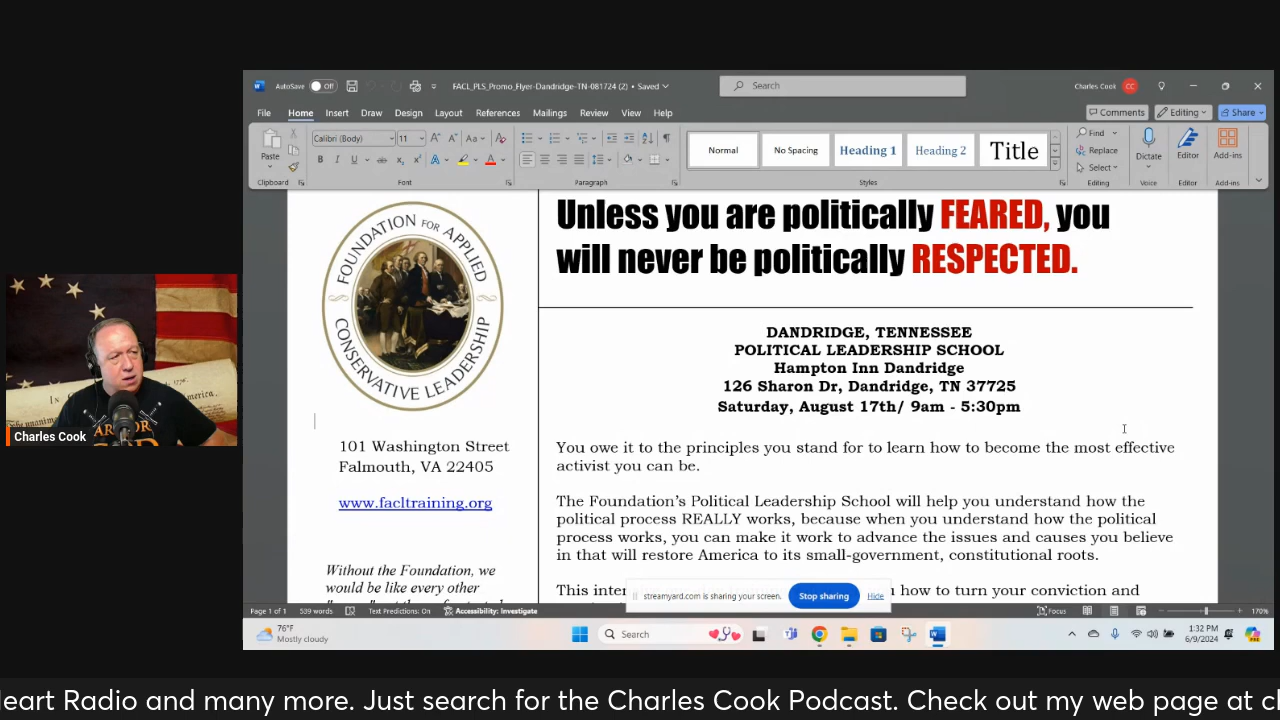 AutoSave Off
FACL_PLS_Promo_Flyer-Dandridge-TN-081724 (2) • Saved
Search
Charles Cook CC
File Home Insert Draw Design Layout References Mailings Review View Help
Comments Editing Share
Paste
Calibri (Body) 11
Normal
No Spacing
Heading 1
Heading 2
Title
Find
Replace
Select
Dictate
Editor
Add-ins
Clipboard Font Paragraph Styles Editing Voice Editor Add-ins
FOUNDATION FOR APPLIED
CONSERVATIVE LEADERSHIP
Unless you are politically FEARED, you
will never be politically RESPECTED.
DANDRIDGE, TENNESSEE
POLITICAL LEADERSHIP SCHOOL
Hampton Inn Dandridge
126 Sharon Dr, Dandridge, TN 37725
Saturday, August 17th/ 9am - 5:30pm
101 Washington Street
Falmouth, VA 22405
www.facltraining.org
Without the Foundation, we
would be like every other
You owe it to the principles you stand for to learn how to become the most effective
activist you can be.
The Foundation's Political Leadership School will help you understand how the
political process REALLY works, because when you understand how the political
process works, you can make it work to advance the issues and causes you believe
in that will restore America to its small-government, constitutional roots.
This how to turn your conviction and
streamyard.com is sharing your screen. Stop sharing Hide
Page 1 of 1 539 words Text Predictions: On Accessibility: Investigate Focus 170%
76°F
Mostly cloudy
Search
1:32 PM
6/9/2024
Charles Cook
Heart Radio and many more. Just search for the Charles Cook Podcast. Check out my web page at